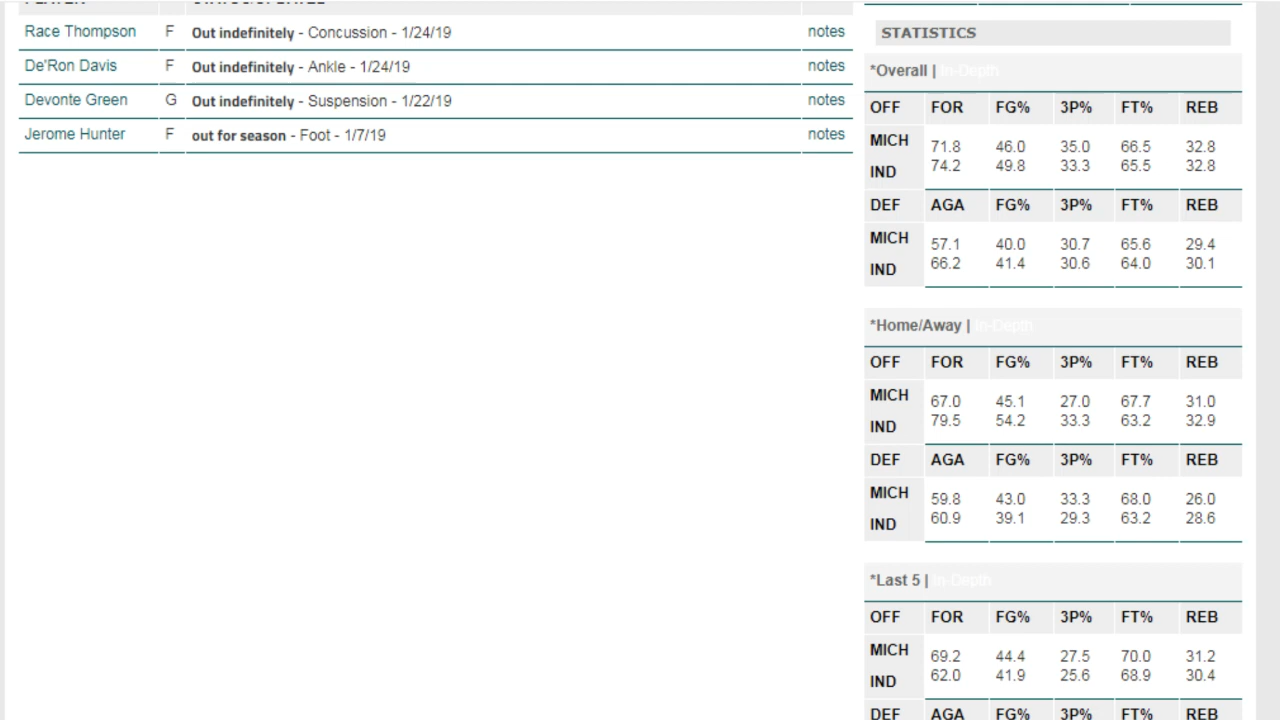 Race Thompson F Out indefinitely - Concussion - 1/24/19 notes
De'Ron Davis F Out indefinitely - Ankle - 1/24/19 notes
Devonte Green G Out indefinitely - Suspension - 1/22/19 notes
Jerome Hunter F out for season - Foot - 1/7/19 notes
STATISTICS
*Overall | In-Depth
OFF FOR FG% 3P% FT% REB
MICH 71.8 46.0 35.0 66.5 32.8
IND 74.2 49.8 33.3 65.5 32.8
DEF AGA FG% 3P% FT% REB
MICH 57.1 40.0 30.7 65.6 29.4
IND 66.2 41.4 30.6 64.0 30.1
*Home/Away | In-Depth
OFF FOR FG% 3P% FT% REB
MICH 67.0 45.1 27.0 67.7 31.0
IND 79.5 54.2 33.3 63.2 32.9
DEF AGA FG% 3P% FT% REB
MICH 59.8 43.0 33.3 68.0 26.0
IND 60.9 39.1 29.3 63.2 28.6
*Last 5 | In-Depth
OFF FOR FG% 3P% FT% REB
MICH 69.2 44.4 27.5 70.0 31.2
IND 62.0 41.9 25.6 68.9 30.4
DEF AGA FG% 3P% FT% REB